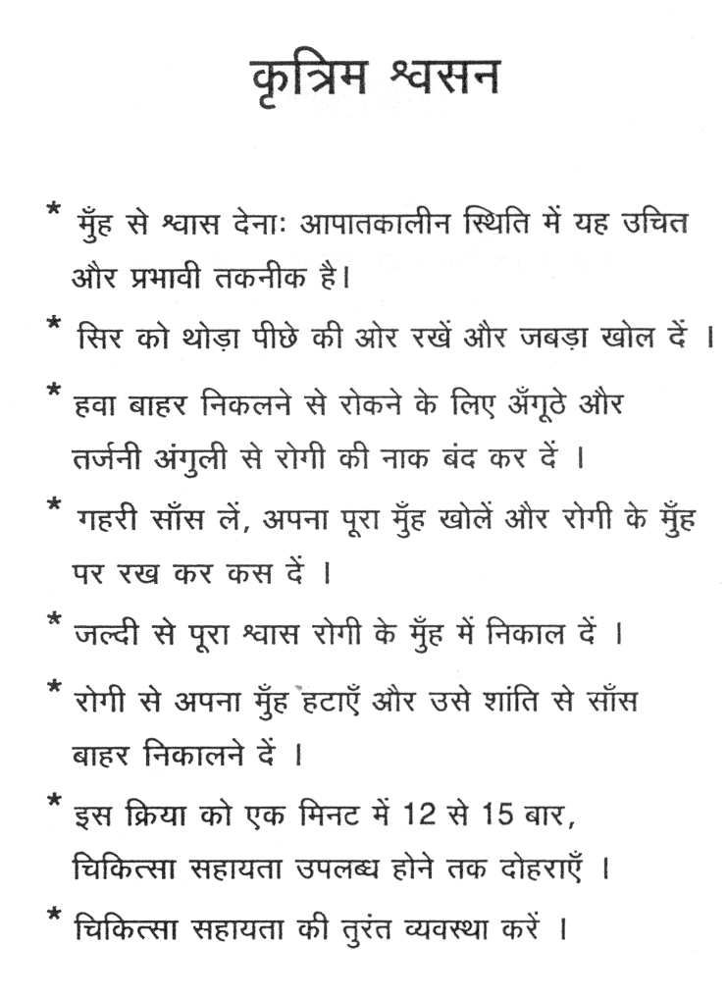 कृत्रिम श्वसन
* मुँह से श्वास देनाः आपातकालीन स्थिति में यह उचित
और प्रभावी तकनीक है।
* सिर को थोड़ा पीछे की ओर रखें और जबड़ा खोल दें ।
* हवा बाहर निकलने से रोकने के लिए अँगूठे और
तर्जनी अंगुली से रोगी की नाक बंद कर दें ।
* गहरी साँस लें, अपना पूरा मुँह खोलें और रोगी के मुँह
पर रख कर कस दें ।
* जल्दी से पूरा श्वास रोगी के मुँह में निकाल दें ।
* रोगी से अपना मुँह हटाएँ और उसे शांति से साँस
बाहर निकालने दें ।
* इस क्रिया को एक मिनट में 12 से 15 बार,
चिकित्सा सहायता उपलब्ध होने तक दोहराएँ ।
* चिकित्सा सहायता की तुरंत व्यवस्था करें ।